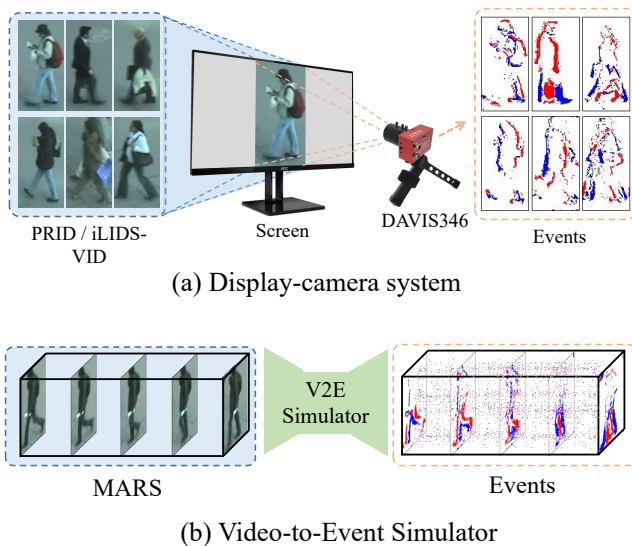 PRID / iLIDS-
VID
Screen
DAVIS346
Events
(a) Display-camera system
V2E
Simulator
MARS
Events
(b) Video-to-Event Simulator